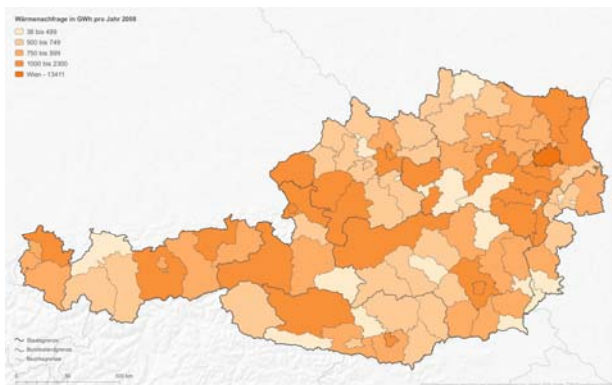 Wärmenachfrage in GWh pro Jahr 2008
38 bis 499
500 bis 749
750 bis 999
1000 bis 2300
Wien - 13411
Staatsgrenze
Bundeslandgrenze
Bezirksgrenze
0 50 100 km